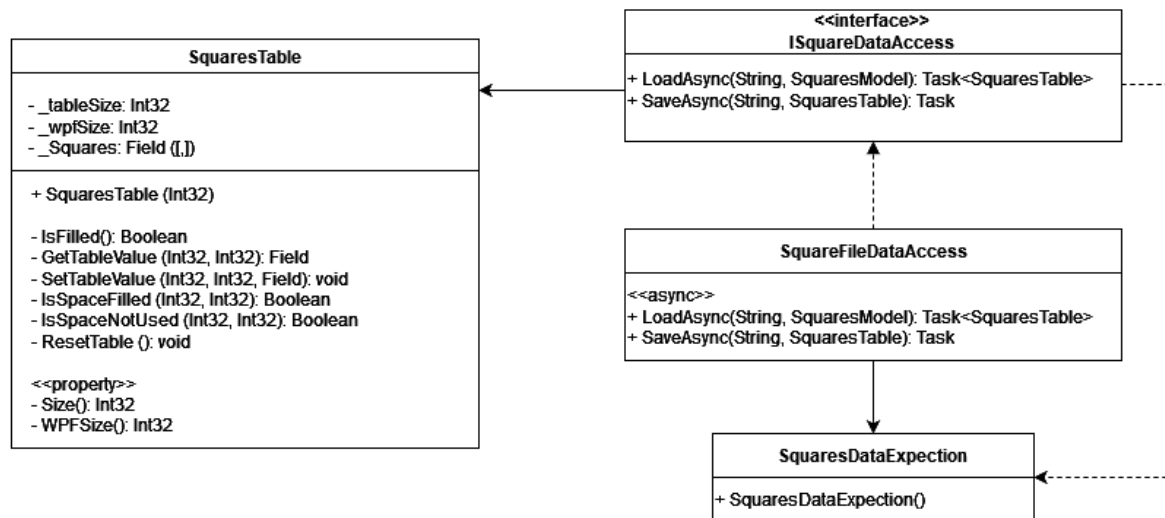 SquaresTable
- _tableSize: Int32
- _wpfSize: Int32
- _Squares: Field ([,])
+ SquaresTable (Int32)
- IsFilled(): Boolean
- GetTableValue (Int32, Int32): Field
- SetTableValue (Int32, Int32, Field): void
- IsSpaceFilled (Int32, Int32): Boolean
- IsSpaceNotUsed (Int32, Int32): Boolean
- ResetTable (): void
<<property>>
- Size(): Int32
- WPFSize(): Int32
<<interface>>
ISquareDataAccess
+ LoadAsync(String, SquaresModel): Task<SquaresTable>
+ SaveAsync(String, SquaresTable): Task
SquareFileDataAccess
<<async>>
+ LoadAsync(String, SquaresModel): Task<SquaresTable>
+ SaveAsync(String, SquaresTable): Task
SquaresDataExpection
+ SquaresDataExpection()